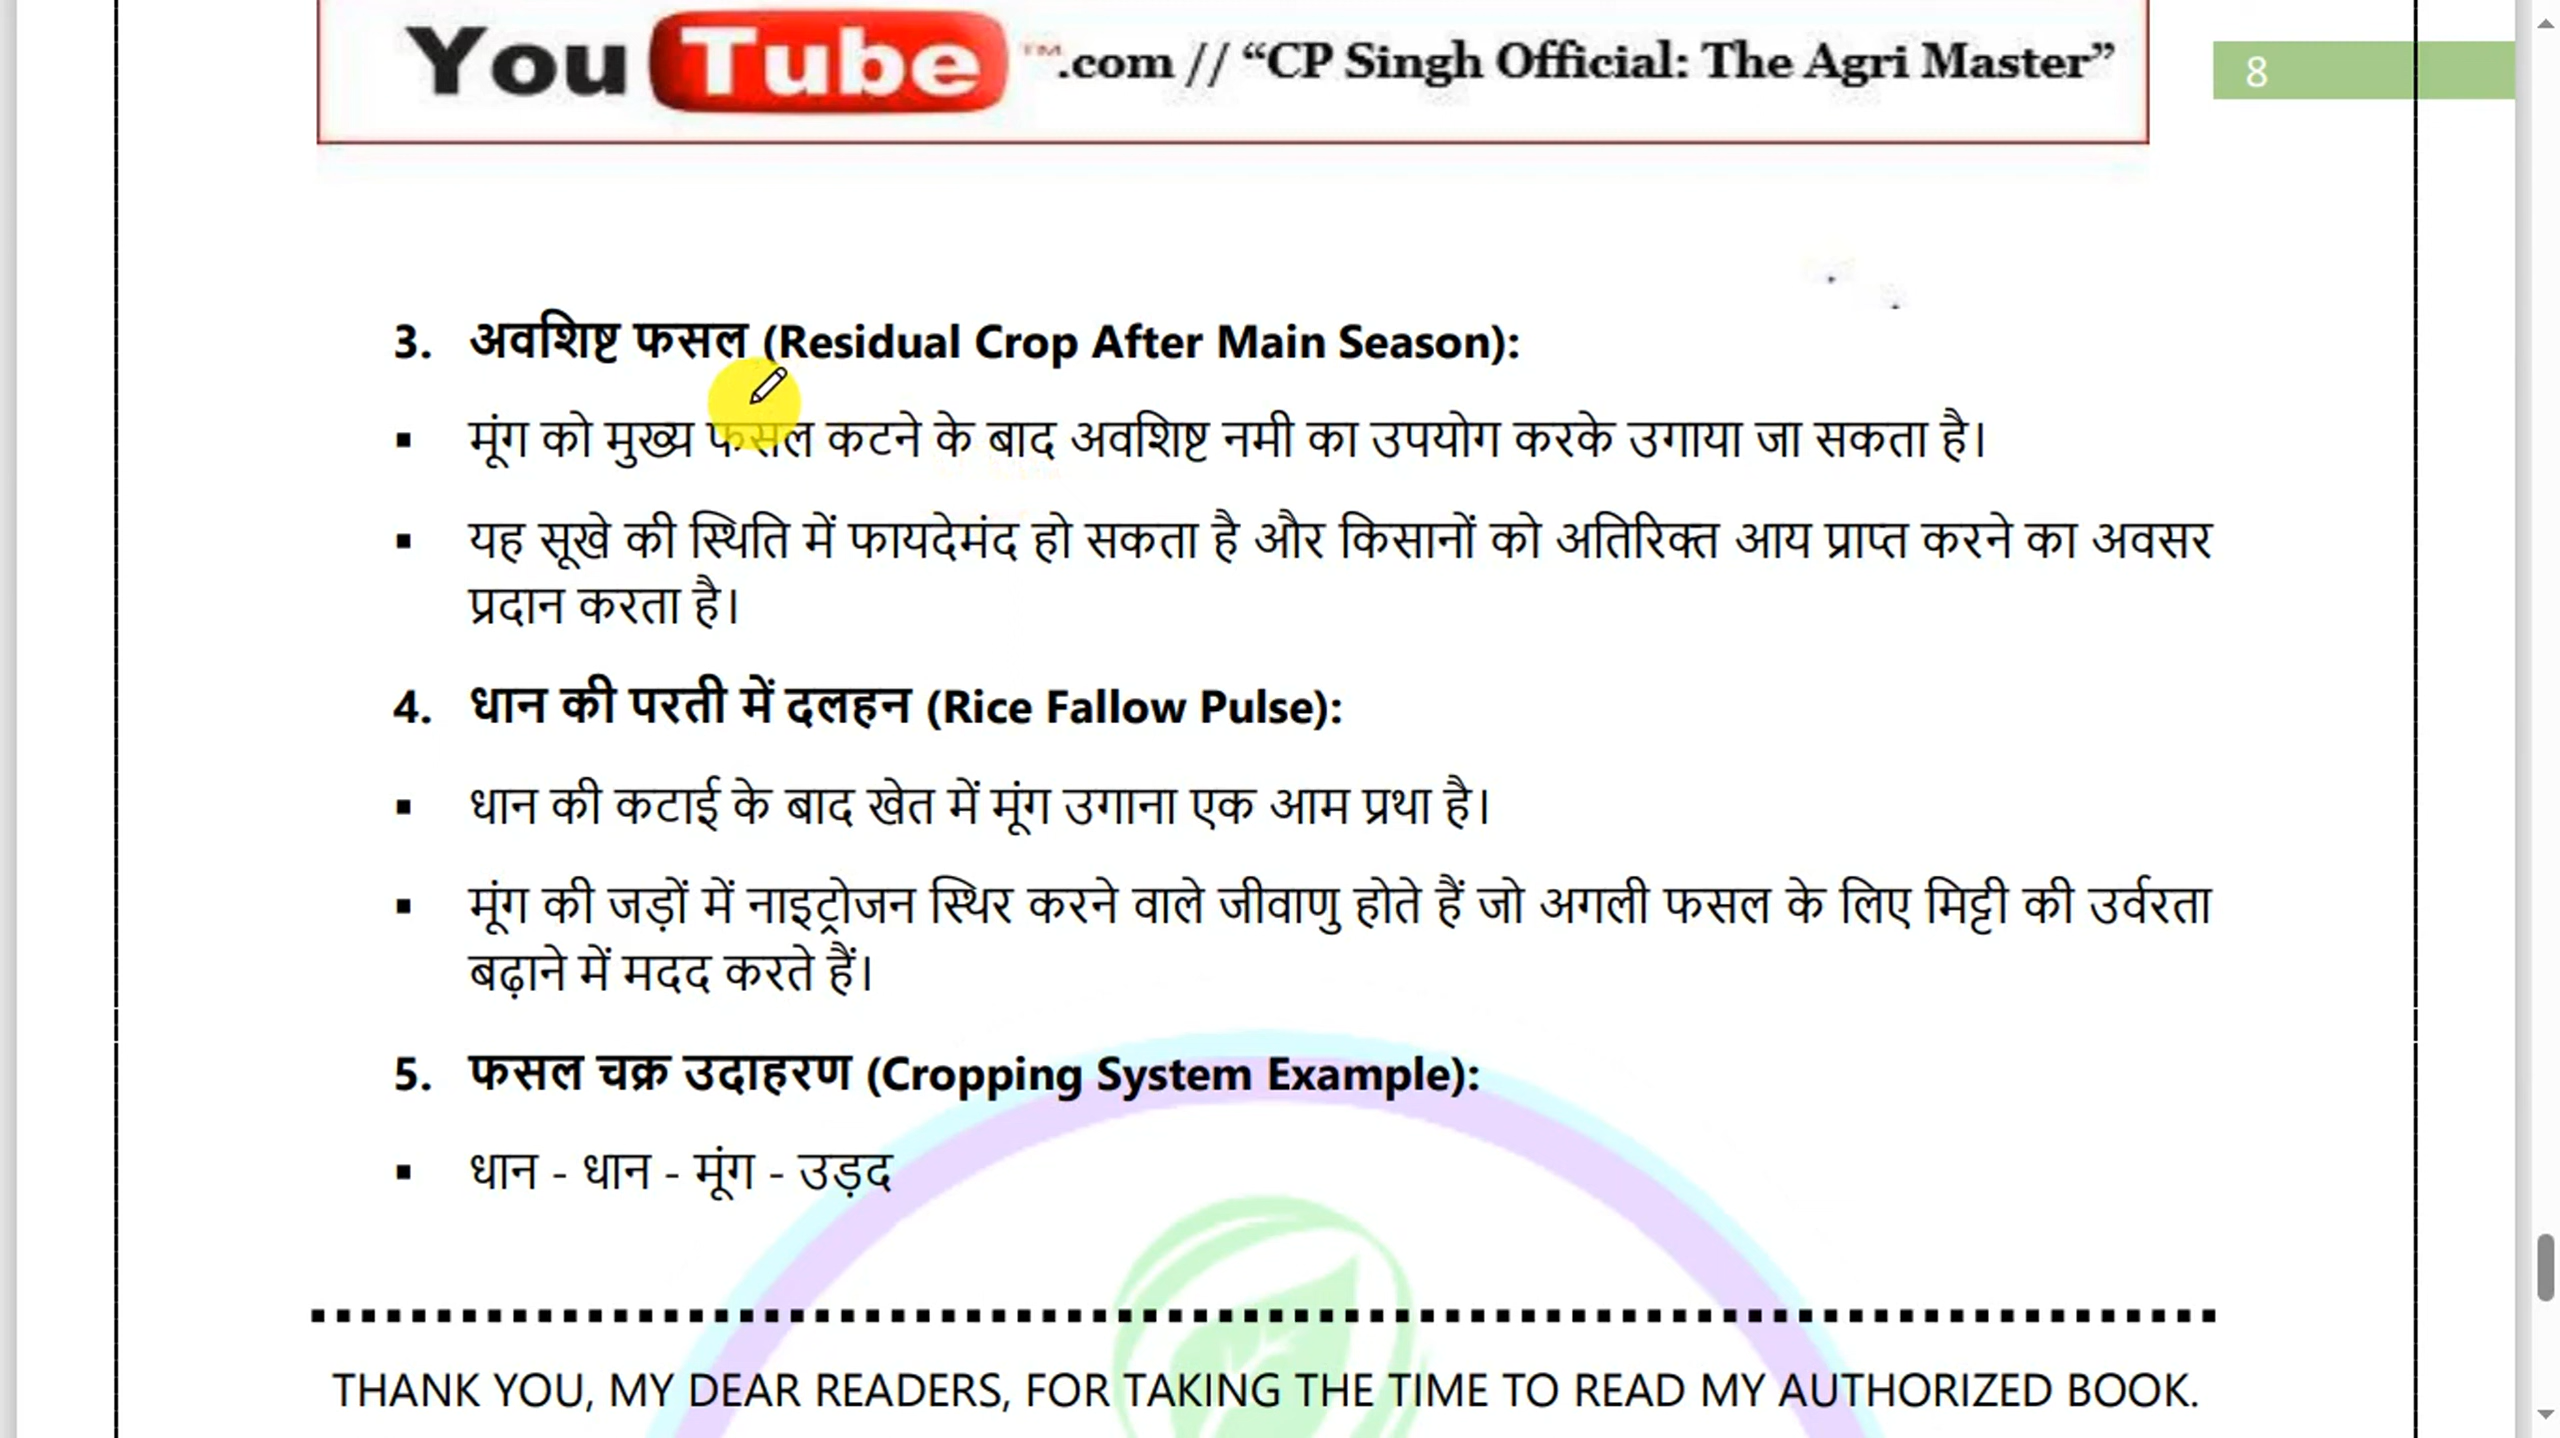 YouTube™.com // “CP Singh Official: The Agri Master”
8
3. अवशिष्ट फसल (Residual Crop After Main Season):
▪ मूंग को मुख्य फसल कटने के बाद अवशिष्ट नमी का उपयोग करके उगाया जा सकता है।
▪ यह सूखे की स्थिति में फायदेमंद हो सकता है और किसानों को अतिरिक्त आय प्राप्त करने का अवसर
प्रदान करता है।
4. धान की परती में दलहन (Rice Fallow Pulse):
▪ धान की कटाई के बाद खेत में मूंग उगाना एक आम प्रथा है।
▪ मूंग की जड़ों में नाइट्रोजन स्थिर करने वाले जीवाणु होते हैं जो अगली फसल के लिए मिट्टी की उर्वरता
बढ़ाने में मदद करते हैं।
5. फसल चक्र उदाहरण (Cropping System Example):
▪ धान - धान - मूंग - उड़द
THANK YOU, MY DEAR READERS, FOR TAKING THE TIME TO READ MY AUTHORIZED BOOK.